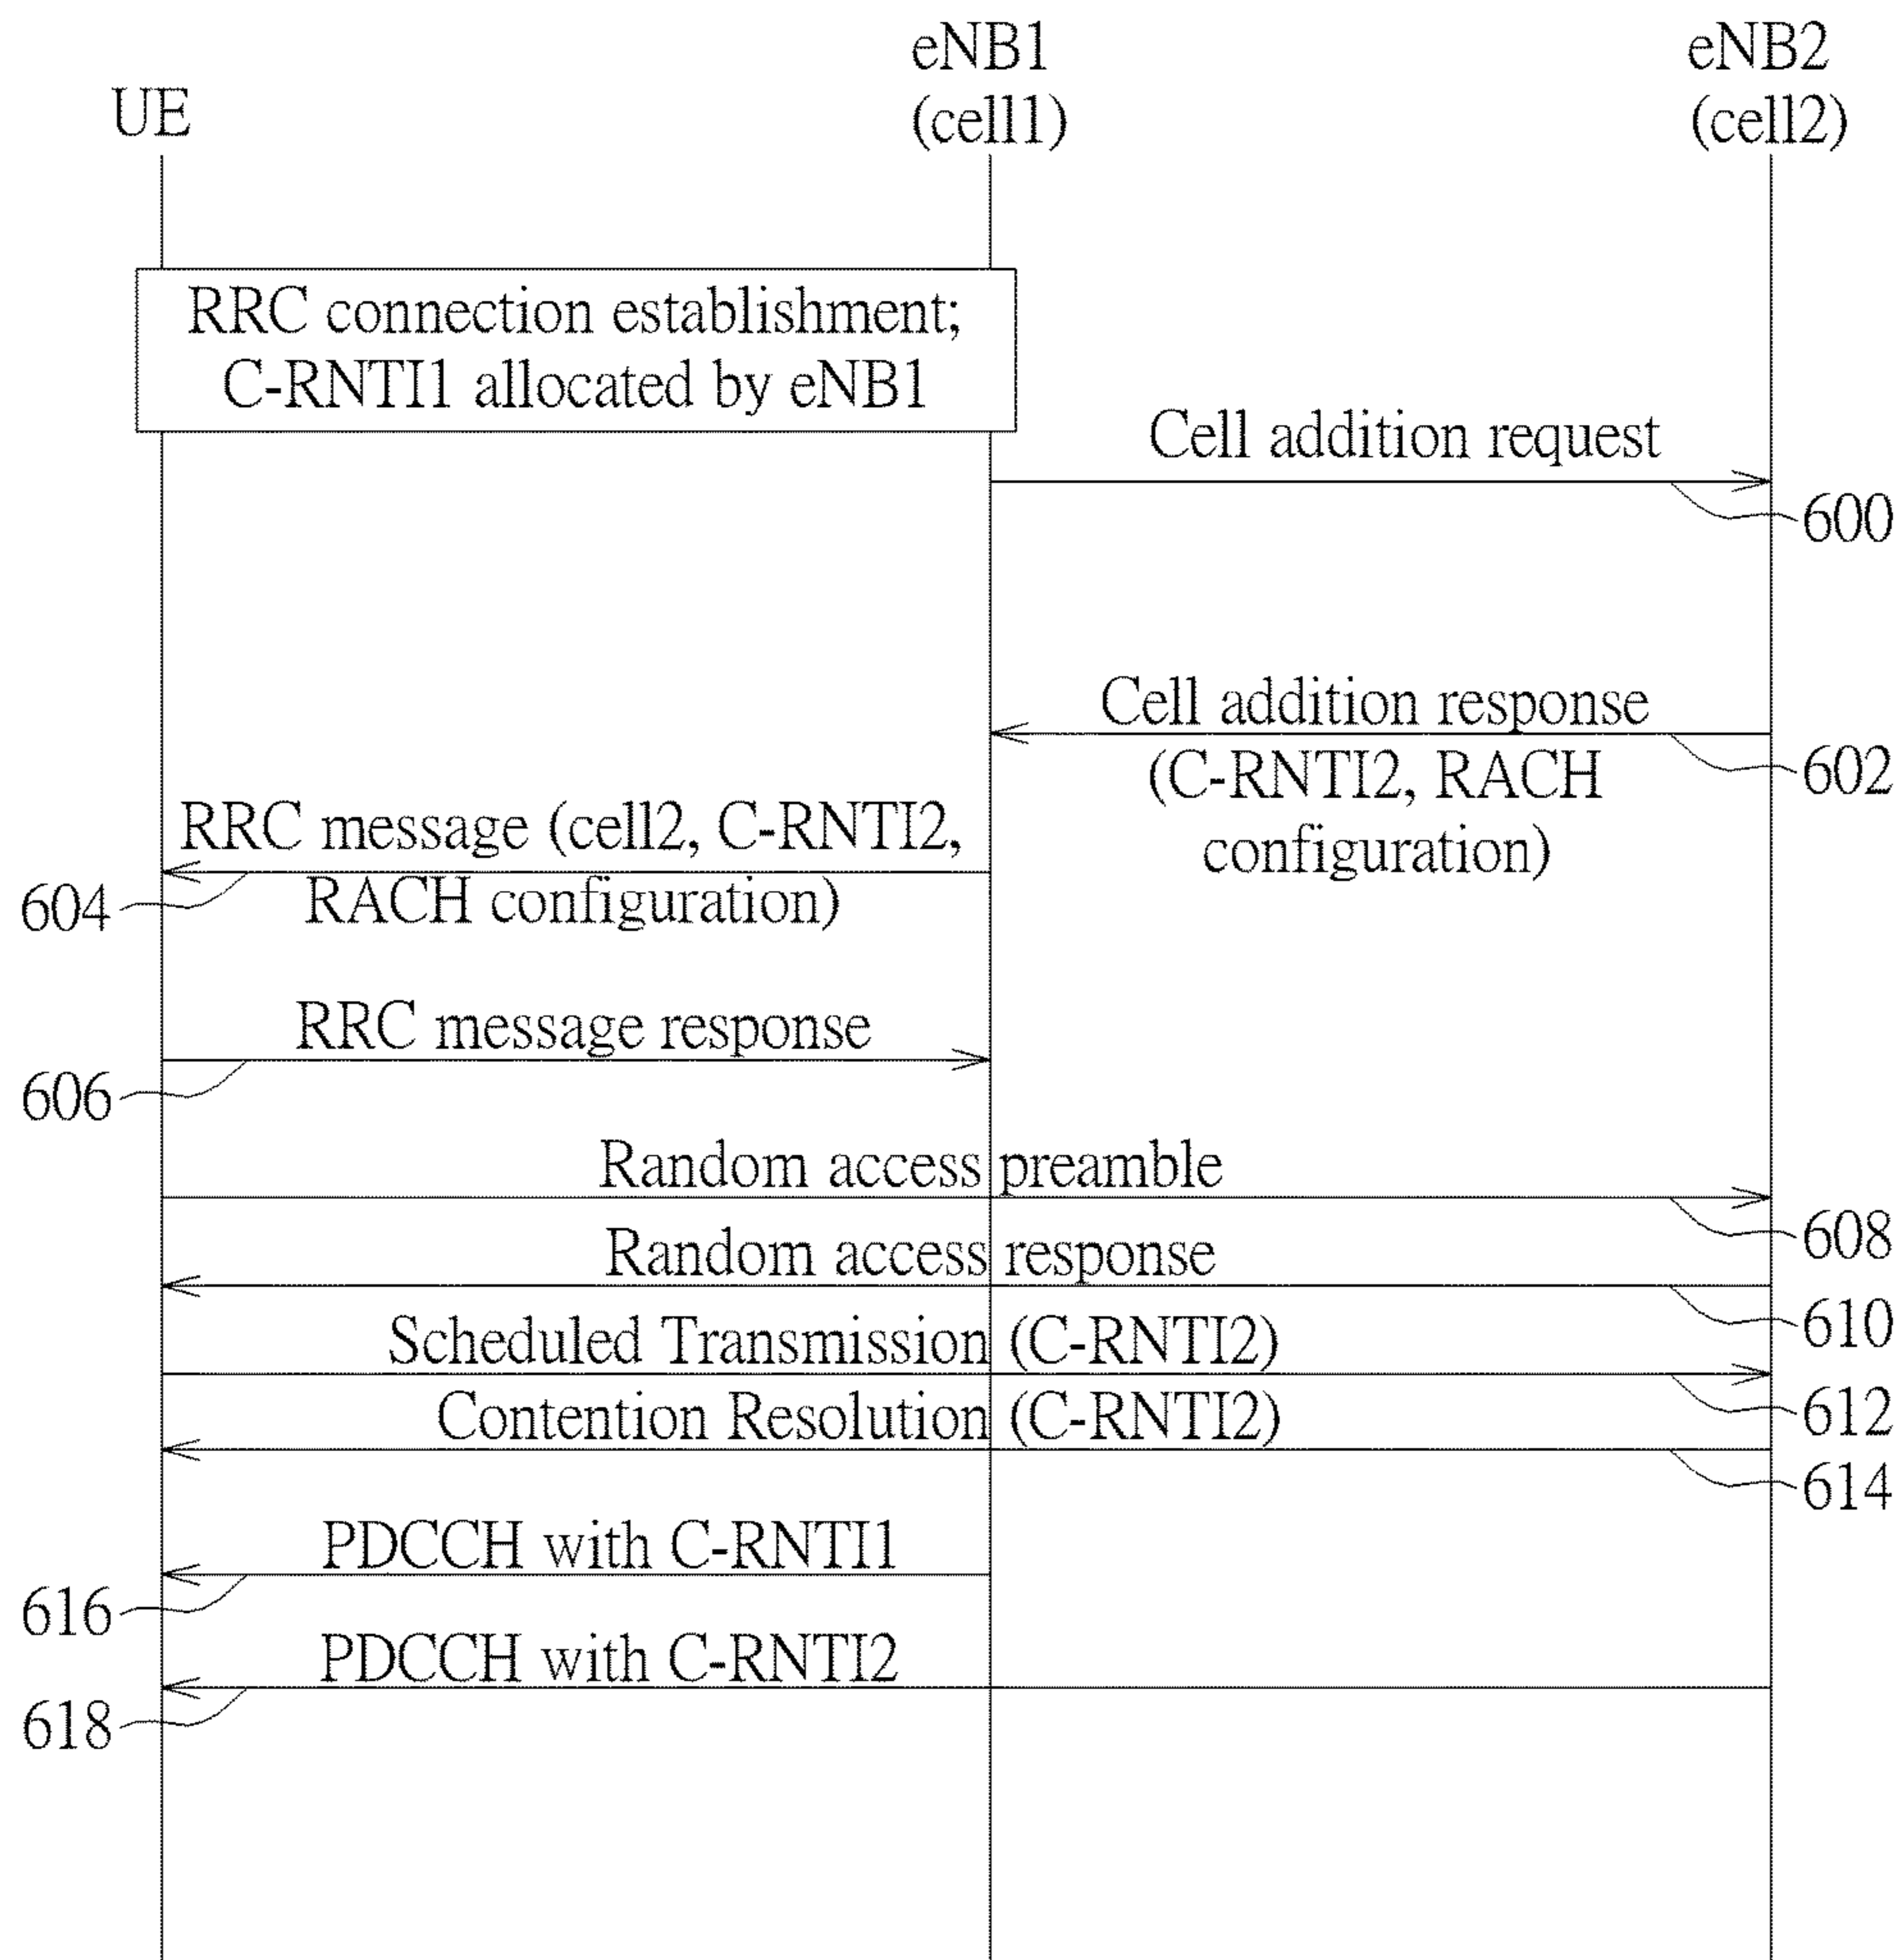 UE
eNB1
(cell1)
eNB2
(cell2)
RRC connection establishment;
C-RNTI1 allocated by eNB1
Cell addition request
600
Cell addition response
(C-RNTI2, RACH
configuration)
602
RRC message (cell2, C-RNTI2,
RACH configuration)
604
RRC message response
606
Random access preamble
608
Random access response
610
Scheduled Transmission (C-RNTI2)
612
Contention Resolution (C-RNTI2)
614
PDCCH with C-RNTI1
616
PDCCH with C-RNTI2
618